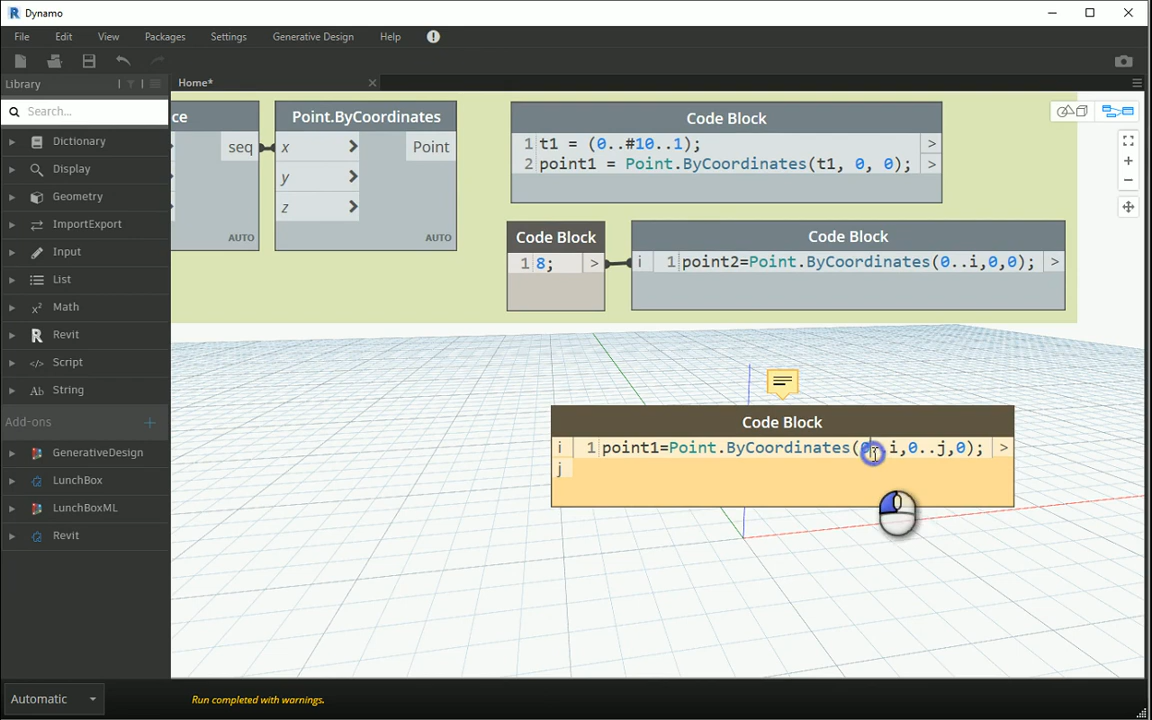 Dynamo
File Edit View Packages Settings Generative Design Help !
Library
Home*
Search...
Dictionary
Display
Geometry
ImportExport
Input
List
Math
Revit
Script
String
Add-ons
GenerativeDesign
LunchBox
LunchBoxML
Revit
ce
seq
AUTO
Point.ByCoordinates
x
y
z
Point
AUTO
Code Block
1 t1 = (0..#10..1);
2 point1 = Point.ByCoordinates(t1, 0, 0);
Code Block
1 8;
Code Block
i 1 point2=Point.ByCoordinates(0..i,0,0);
Code Block
i 1 point1=Point.ByCoordinates(0.. i,0..j,0);
j
Automatic
Run completed with warnings.